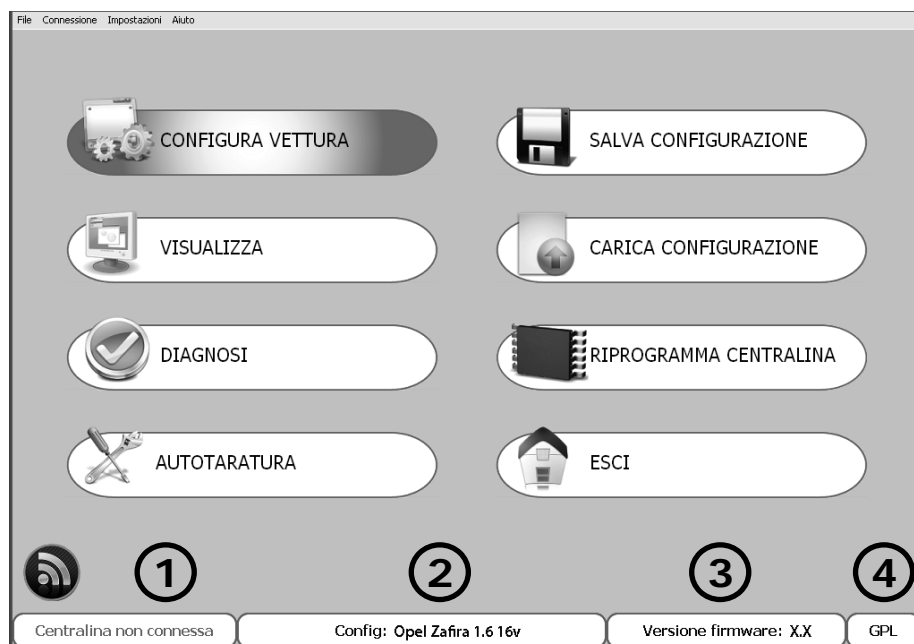 File Connessione Impostazioni Aiuto
CONFIGURA VETTURA
SALVA CONFIGURAZIONE
VISUALIZZA
CARICA CONFIGURAZIONE
DIAGNOSI
RIPROGRAMMA CENTRALINA
AUTOTARATURA
ESCI
1 2 3 4
Centralina non connessa
Config: Opel Zafira 1.6 16v
Versione firmware: X.X
GPL